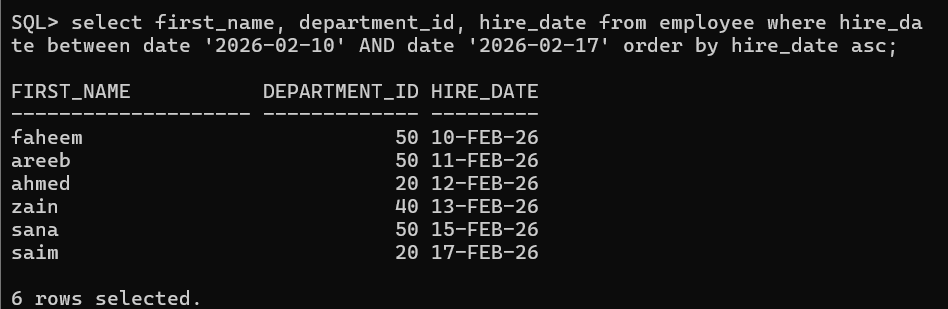 SQL> select first_name, department_id, hire_date from employee where hire_da
te between date '2026-02-10' AND date '2026-02-17' order by hire_date asc;
FIRST_NAME           DEPARTMENT_ID HIRE_DATE
-------------------- ------------- ---------
faheem                          50 10-FEB-26
areeb                           50 11-FEB-26
ahmed                           20 12-FEB-26
zain                            40 13-FEB-26
sana                            50 15-FEB-26
saim                            20 17-FEB-26
6 rows selected.